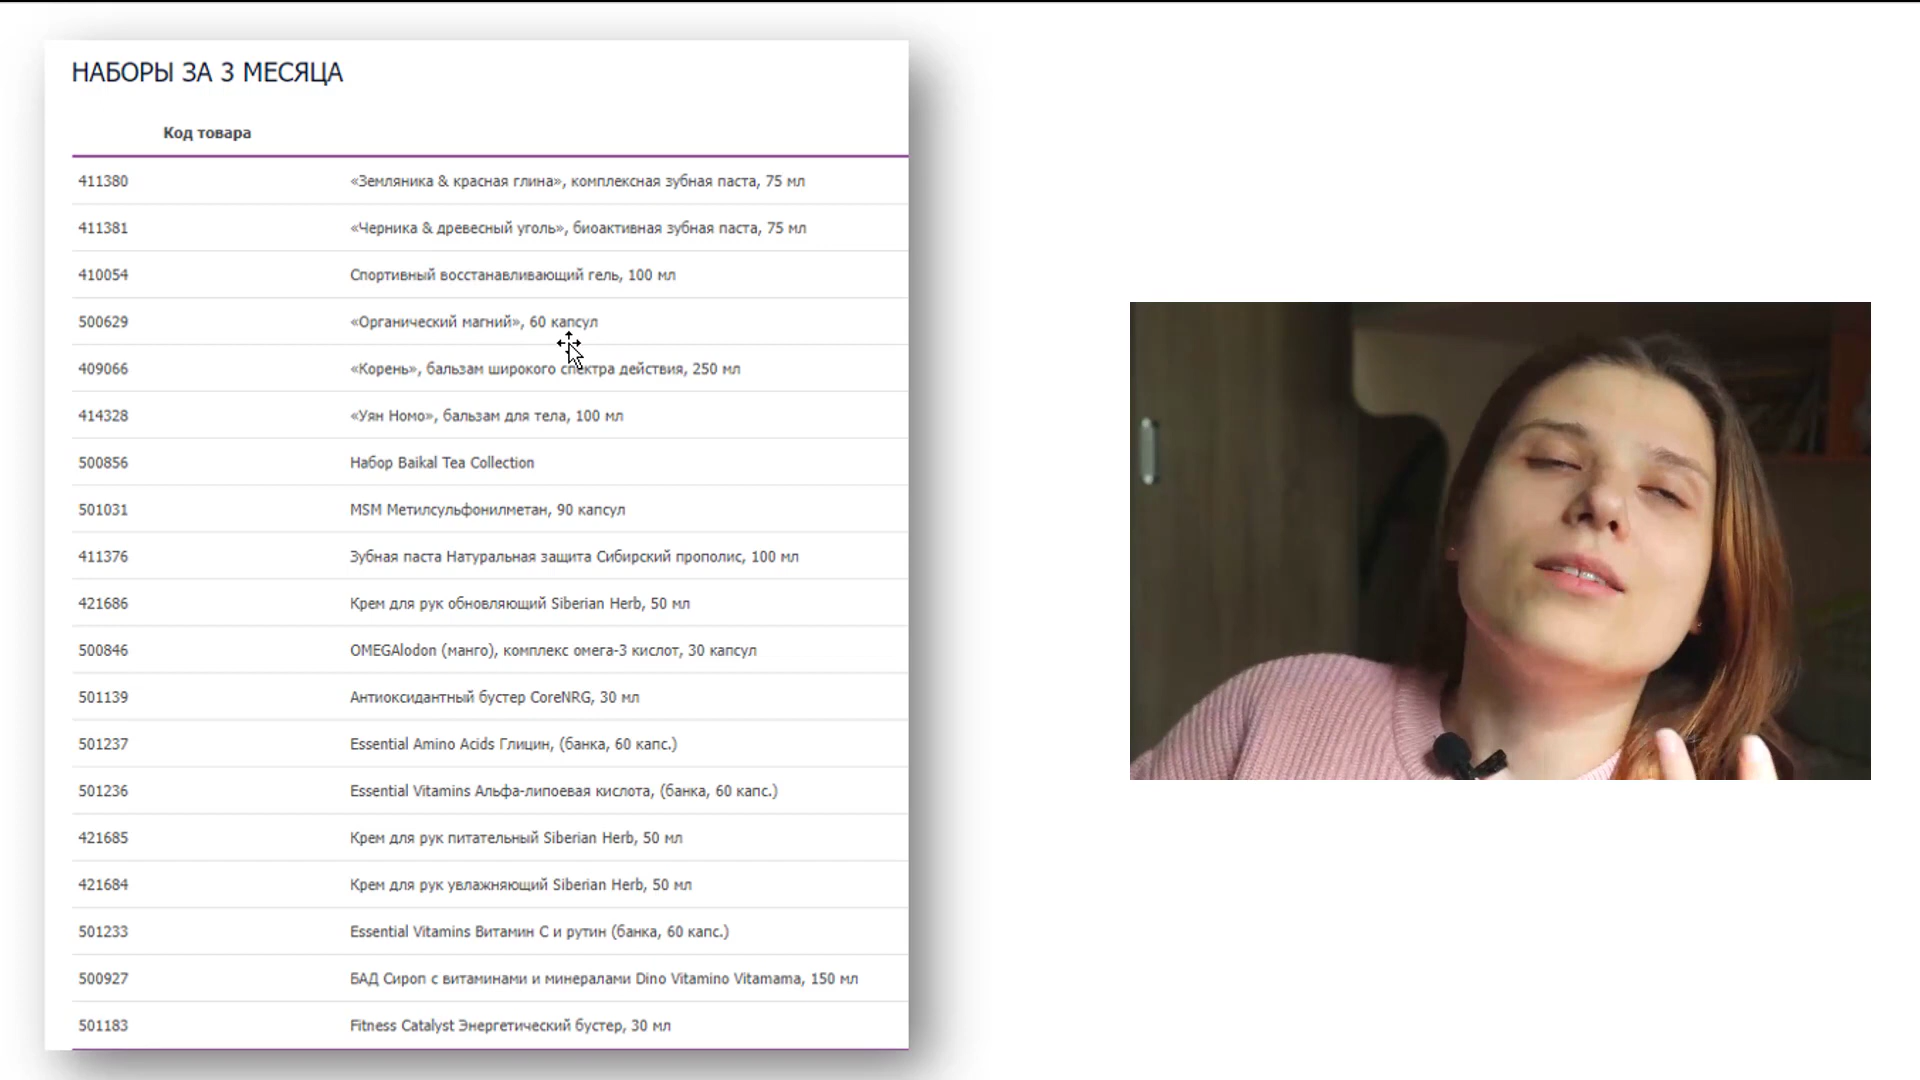 НАБОРЫ ЗА 3 МЕСЯЦА
Код товара
411380 «Земляника & красная глина», комплексная зубная паста, 75 мл
411381 «Черника & древесный уголь», биоактивная зубная паста, 75 мл
410054 Спортивный восстанавливающий гель, 100 мл
500629 «Органический магний», 60 капсул
409066 «Корень», бальзам широкого спектра действия, 250 мл
414328 «Уян Номо», бальзам для тела, 100 мл
500856 Набор Baikal Tea Collection
501031 MSM Метилсульфонилметан, 90 капсул
411376 Зубная паста Натуральная защита Сибирский прополис, 100 мл
421686 Крем для рук обновляющий Siberian Herb, 50 мл
500846 OMEGAlodon (манго), комплекс омега-3 кислот, 30 капсул
501139 Антиоксидантный бустер CoreNRG, 30 мл
501237 Essential Amino Acids Глицин, (банка, 60 капс.)
501236 Essential Vitamins Альфа-липоевая кислота, (банка, 60 капс.)
421685 Крем для рук питательный Siberian Herb, 50 мл
421684 Крем для рук увлажняющий Siberian Herb, 50 мл
501233 Essential Vitamins Витамин С и рутин (банка, 60 капс.)
500927 БАД Сироп с витаминами и минералами Dino Vitamino Vitamama, 150 мл
501183 Fitness Catalyst Энергетический бустер, 30 мл